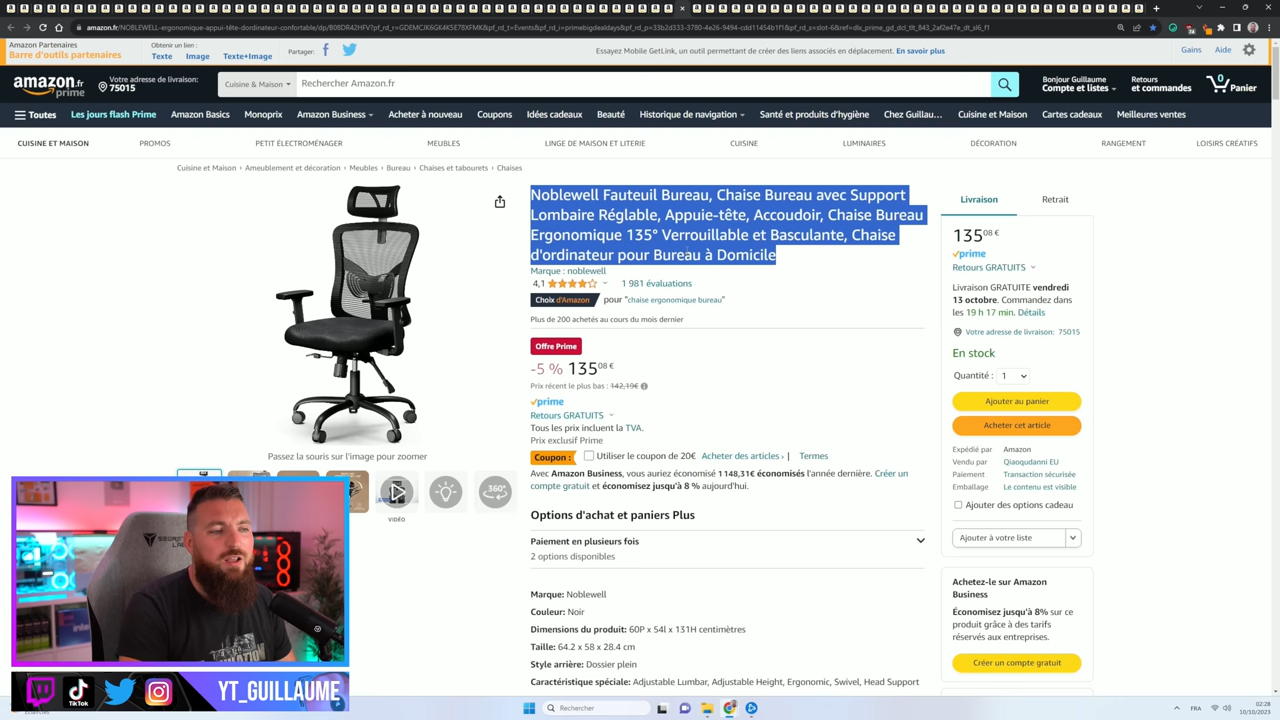 amazon.fr/NOBLEWELL-ergonomique-appui-tête-dordinateur-confortable/dp/B08DR42HFV?
Amazon Partenaires
Barre d'outils partenaires
Obtenir un lien :
Texte Image Texte+Image
Partager:
Essayez Mobile GetLink, un outil permettant de créer des liens associés en déplacement. En savoir plus
Gains Aide
amazon.fr
prime
Votre adresse de livraison:
75015
Cuisine & Maison
Rechercher Amazon.fr
Bonjour Guillaume
Compte et listes
Retours
et commandes
0
Panier
Toutes Les jours flash Prime Amazon Basics Monoprix Amazon Business Acheter à nouveau Coupons Idées cadeaux Beauté Historique de navigation Santé et produits d'hygiène Chez Guillau... Cuisine et Maison Cartes cadeaux Meilleures ventes
CUISINE ET MAISON PROMOS PETIT ÉLECTROMÉNAGER MEUBLES LINGE DE MAISON ET LITERIE CUISINE LUMINAIRES DÉCORATION RANGEMENT LOISIRS CRÉATIFS
Cuisine et Maison › Ameublement et décoration › Meubles › Bureau › Chaises et tabourets › Chaises
Noblewell Fauteuil Bureau, Chaise Bureau avec Support
Lombaire Réglable, Appuie-tête, Accoudoir, Chaise Bureau
Ergonomique 135° Verrouillable et Basculante, Chaise
d'ordinateur pour Bureau à Domicile
Marque : noblewell
4,1 1 981 évaluations
Choix d'Amazon pour "chaise ergonomique bureau"
Plus de 200 achetés au cours du mois dernier
Offre Prime
-5 % 135,08 €
Prix récent le plus bas : 142,19€
prime
Retours GRATUITS
Tous les prix incluent la TVA.
Prix exclusif Prime
Coupon : Utiliser le coupon de 20€ Acheter des articles › | Termes
Avec Amazon Business, vous auriez économisé 1 148,31€ économisés l'année dernière. Créer un
compte gratuit et économisez jusqu'à 8 % aujourd'hui.
Options d'achat et paniers Plus
Paiement en plusieurs fois
2 options disponibles
Marque: Noblewell
Couleur: Noir
Dimensions du produit: 60P x 54l x 131H centimètres
Taille: 64.2 x 58 x 28.4 cm
Style arrière: Dossier plein
Caractéristique spéciale: Adjustable Lumbar, Adjustable Height, Ergonomic, Swivel, Head Support
Passez la souris sur l'image pour zoomer
360°
VIDÉO
Livraison Retrait
135,08 €
prime
Retours GRATUITS
Livraison GRATUITE vendredi
13 octobre. Commandez dans
les 19 h 17 min. Détails
Votre adresse de livraison: 75015
En stock
Quantité : 1
Ajouter au panier
Acheter cet article
Expédié par Amazon
Vendu par Qiaoqudanni EU
Paiement Transaction sécurisée
Emballage Le contenu est visible
Ajouter des options cadeau
Ajouter à votre liste
Achetez-le sur Amazon
Business
Économisez jusqu'à 8% sur ce
produit grâce à des tarifs
réservés aux entreprises.
Créer un compte gratuit
TikTok
YT_GUILLAUME
Rechercher
FRA
02:28
10/10/2023